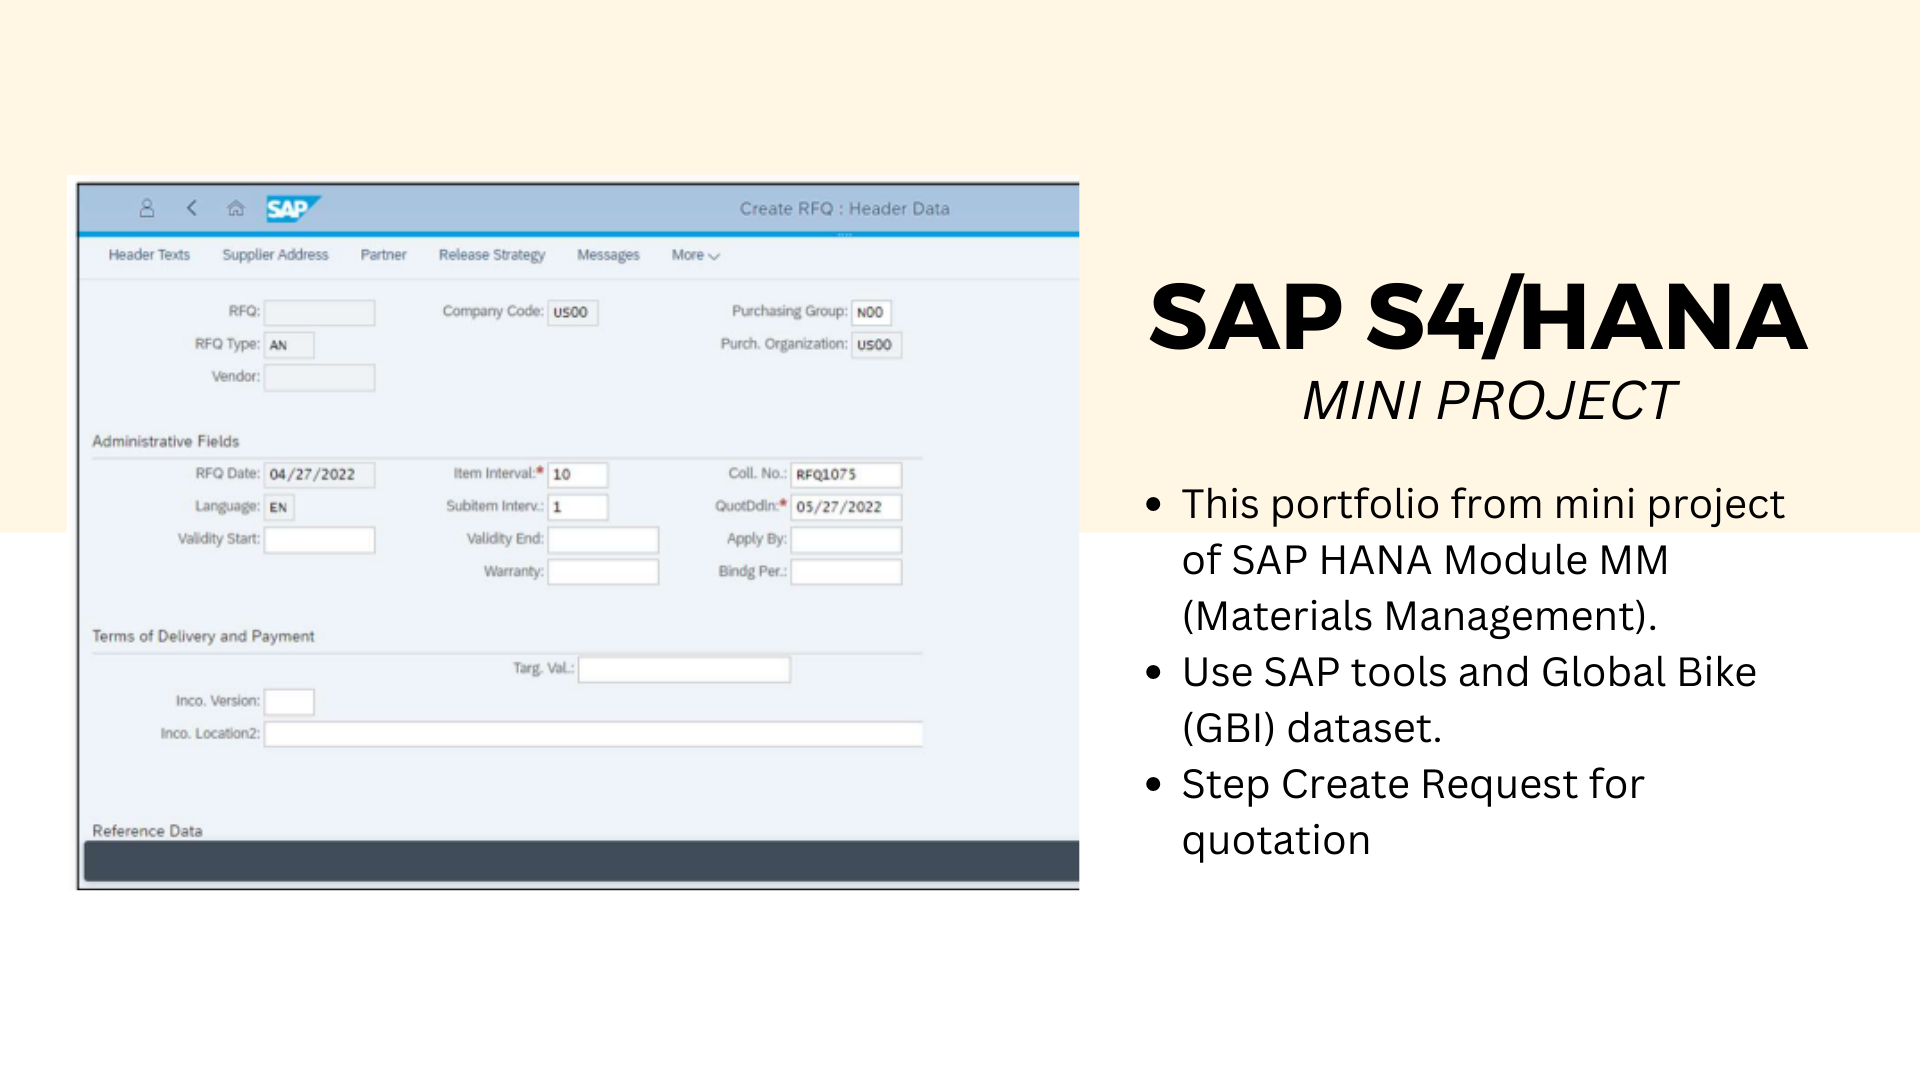 SAP
Create RFQ : Header Data
Header Texts Supplier Address Partner Release Strategy Messages More
RFQ: Company Code: US00 Purchasing Group: N00
RFQ Type: AN Purch. Organization: US00
Vendor:
Administrative Fields
RFQ Date: 04/27/2022 Item Interval:* 10 Coll. No.: RFQ1075
Language: EN Subitem Interv.: 1 QuotDdln:* 05/27/2022
Validity Start: Validity End: Apply By:
Warranty: Bindg Per.:
Terms of Delivery and Payment
Targ. Val.:
Inco. Version:
Inco. Location2:
Reference Data
SAP S4/HANA
MINI PROJECT
• This portfolio from mini project
of SAP HANA Module MM
(Materials Management).
• Use SAP tools and Global Bike
(GBI) dataset.
• Step Create Request for
quotation